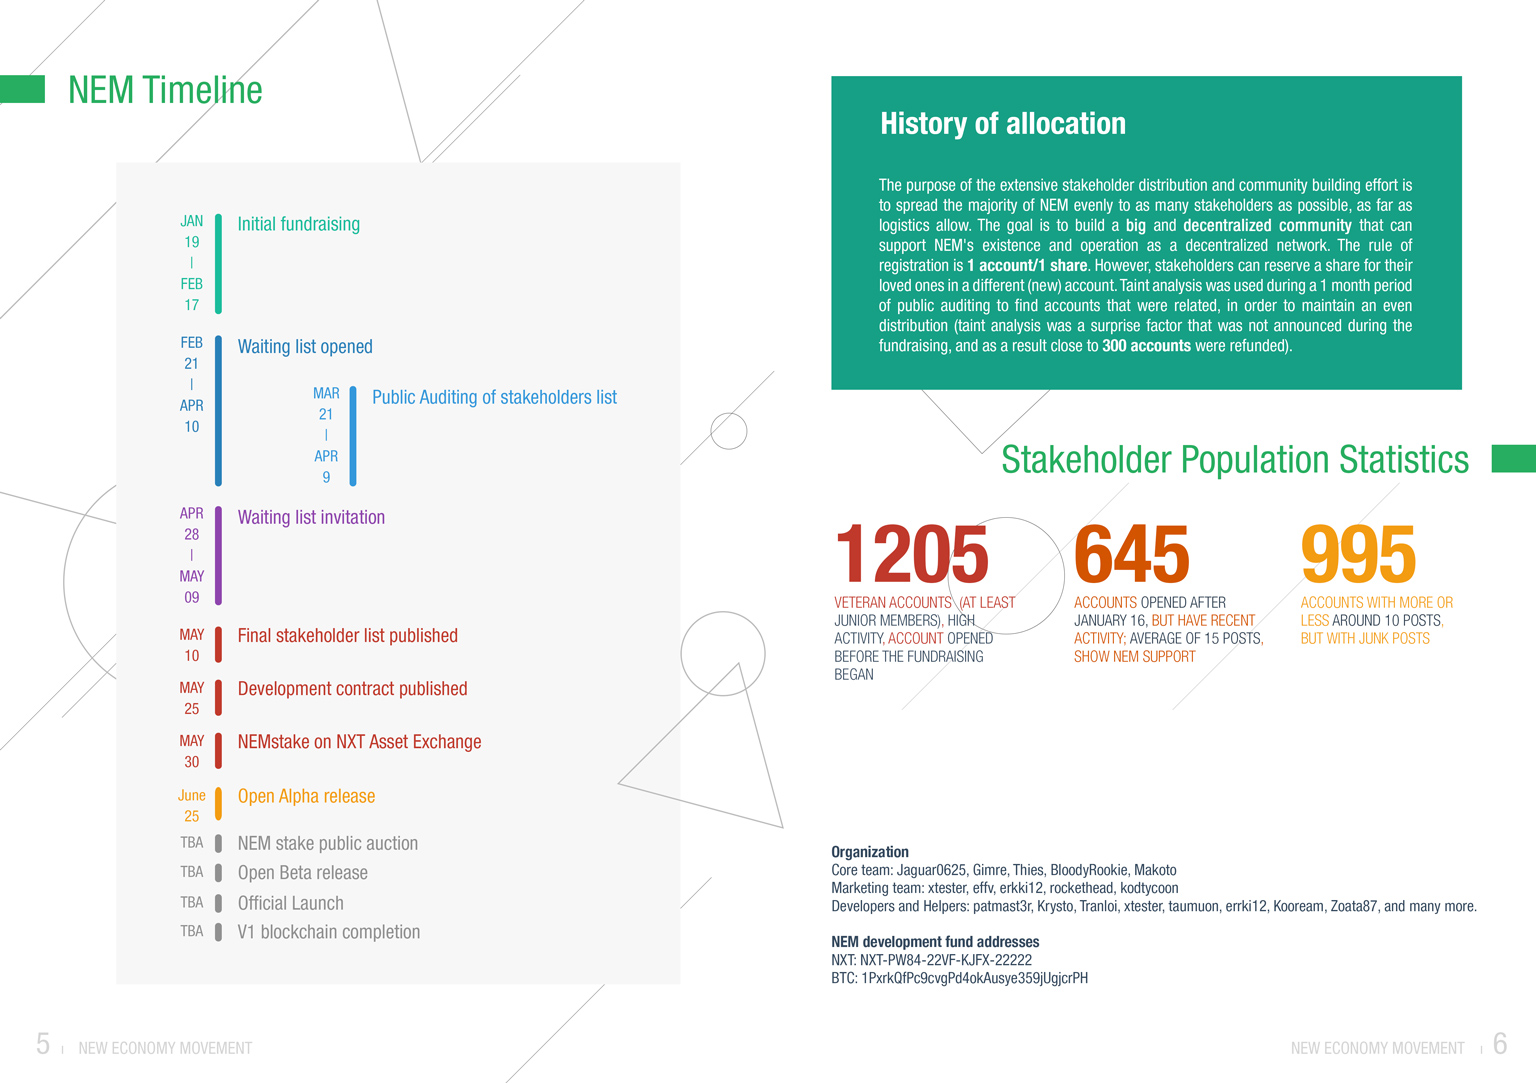 NEM Timeline
JAN
19
|
FEB
17
Initial fundraising
FEB
21
|
APR
10
Waiting list opened
MAR
21
|
APR
9
Public Auditing of stakeholders list
APR
28
|
MAY
09
Waiting list invitation
MAY
10
Final stakeholder list published
MAY
25
Development contract published
MAY
30
NEMstake on NXT Asset Exchange
June
25
Open Alpha release
TBA
NEM stake public auction
TBA
Open Beta release
TBA
Official Launch
TBA
V1 blockchain completion
5 | NEW ECONOMY MOVEMENT
History of allocation
The purpose of the extensive stakeholder distribution and community building effort is
to spread the majority of NEM evenly to as many stakeholders as possible, as far as
logistics allow. The goal is to build a big and decentralized community that can
support NEM's existence and operation as a decentralized network. The rule of
registration is 1 account/1 share. However, stakeholders can reserve a share for their
loved ones in a different (new) account. Taint analysis was used during a 1 month period
of public auditing to find accounts that were related, in order to maintain an even
distribution (taint analysis was a surprise factor that was not announced during the
fundraising, and as a result close to 300 accounts were refunded).
Stakeholder Population Statistics
1205
VETERAN ACCOUNTS (AT LEAST
JUNIOR MEMBERS), HIGH
ACTIVITY, ACCOUNT OPENED
BEFORE THE FUNDRAISING
BEGAN
645
ACCOUNTS OPENED AFTER
JANUARY 16, BUT HAVE RECENT
ACTIVITY; AVERAGE OF 15 POSTS,
SHOW NEM SUPPORT
995
ACCOUNTS WITH MORE OR
LESS AROUND 10 POSTS,
BUT WITH JUNK POSTS
Organization
Core team: Jaguar0625, Gimre, Thies, BloodyRookie, Makoto
Marketing team: xtester, effv, erkki12, rockethead, kodtycoon
Developers and Helpers: patmast3r, Krysto, Tranloi, xtester, taumuon, errki12, Kooream, Zoata87, and many more.
NEM development fund addresses
NXT: NXT-PW84-22VF-KJFX-22222
BTC: 1PxrkQfPc9cvgPd4okAusye359jUgjcrPH
NEW ECONOMY MOVEMENT | 6